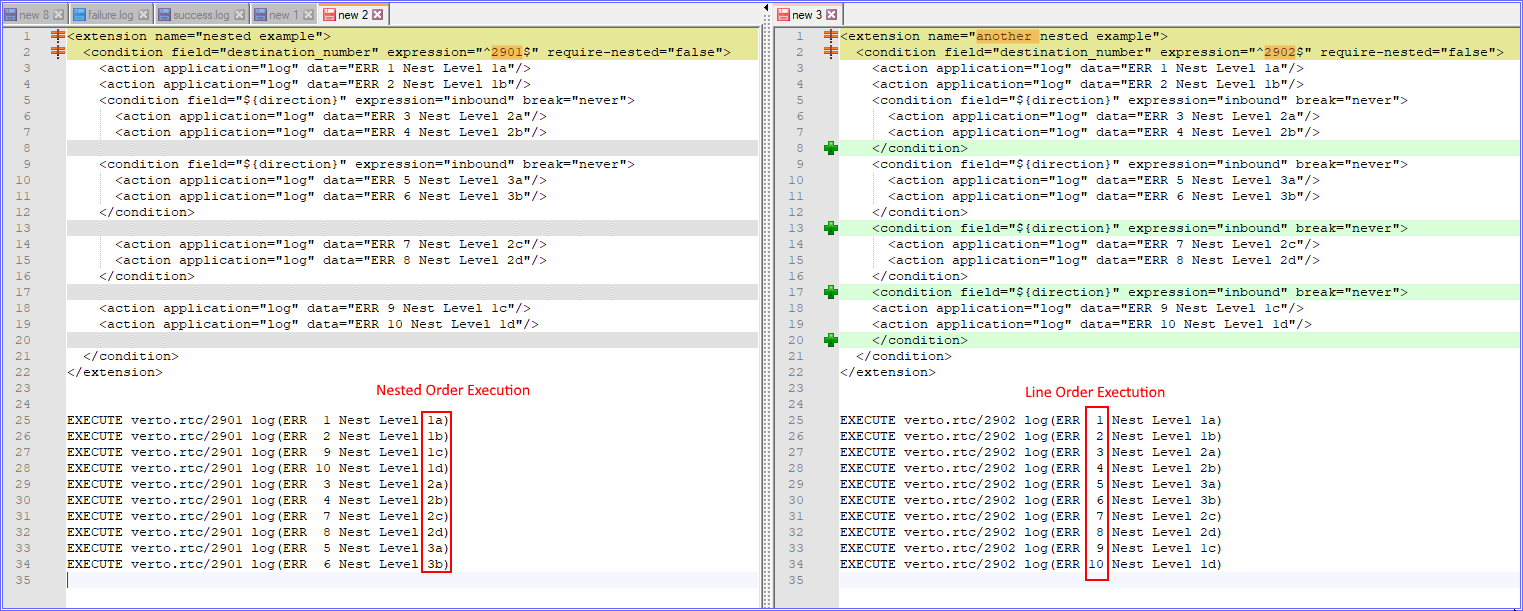 new 8 failure.log success.log new 1 new 2
1 <extension name="nested example">
2 <condition field="destination_number" expression="^2901$" require-nested="false">
3 <action application="log" data="ERR 1 Nest Level 1a"/>
4 <action application="log" data="ERR 2 Nest Level 1b"/>
5 <condition field="${direction}" expression="inbound" break="never">
6 <action application="log" data="ERR 3 Nest Level 2a"/>
7 <action application="log" data="ERR 4 Nest Level 2b"/>
8
9 <condition field="${direction}" expression="inbound" break="never">
10 <action application="log" data="ERR 5 Nest Level 3a"/>
11 <action application="log" data="ERR 6 Nest Level 3b"/>
12 </condition>
13
14 <action application="log" data="ERR 7 Nest Level 2c"/>
15 <action application="log" data="ERR 8 Nest Level 2d"/>
16 </condition>
17
18 <action application="log" data="ERR 9 Nest Level 1c"/>
19 <action application="log" data="ERR 10 Nest Level 1d"/>
20
21 </condition>
22 </extension>
23
Nested Order Execution
24
25 EXECUTE verto.rtc/2901 log(ERR  1 Nest Level 1a)
26 EXECUTE verto.rtc/2901 log(ERR  2 Nest Level 1b)
27 EXECUTE verto.rtc/2901 log(ERR  9 Nest Level 1c)
28 EXECUTE verto.rtc/2901 log(ERR 10 Nest Level 1d)
29 EXECUTE verto.rtc/2901 log(ERR  3 Nest Level 2a)
30 EXECUTE verto.rtc/2901 log(ERR  4 Nest Level 2b)
31 EXECUTE verto.rtc/2901 log(ERR  7 Nest Level 2c)
32 EXECUTE verto.rtc/2901 log(ERR  8 Nest Level 2d)
33 EXECUTE verto.rtc/2901 log(ERR  5 Nest Level 3a)
34 EXECUTE verto.rtc/2901 log(ERR  6 Nest Level 3b)
35
new 3
1 <extension name="another nested example">
2 <condition field="destination_number" expression="^2902$" require-nested="false">
3 <action application="log" data="ERR 1 Nest Level 1a"/>
4 <action application="log" data="ERR 2 Nest Level 1b"/>
5 <condition field="${direction}" expression="inbound" break="never">
6 <action application="log" data="ERR 3 Nest Level 2a"/>
7 <action application="log" data="ERR 4 Nest Level 2b"/>
8 </condition>
9 <condition field="${direction}" expression="inbound" break="never">
10 <action application="log" data="ERR 5 Nest Level 3a"/>
11 <action application="log" data="ERR 6 Nest Level 3b"/>
12 </condition>
13 <condition field="${direction}" expression="inbound" break="never">
14 <action application="log" data="ERR 7 Nest Level 2c"/>
15 <action application="log" data="ERR 8 Nest Level 2d"/>
16 </condition>
17 <condition field="${direction}" expression="inbound" break="never">
18 <action application="log" data="ERR 9 Nest Level 1c"/>
19 <action application="log" data="ERR 10 Nest Level 1d"/>
20 </condition>
21 </condition>
22 </extension>
23
Line Order Exectution
24
25 EXECUTE verto.rtc/2902 log(ERR  1 Nest Level 1a)
26 EXECUTE verto.rtc/2902 log(ERR  2 Nest Level 1b)
27 EXECUTE verto.rtc/2902 log(ERR  3 Nest Level 2a)
28 EXECUTE verto.rtc/2902 log(ERR  4 Nest Level 2b)
29 EXECUTE verto.rtc/2902 log(ERR  5 Nest Level 3a)
30 EXECUTE verto.rtc/2902 log(ERR  6 Nest Level 3b)
31 EXECUTE verto.rtc/2902 log(ERR  7 Nest Level 2c)
32 EXECUTE verto.rtc/2902 log(ERR  8 Nest Level 2d)
33 EXECUTE verto.rtc/2902 log(ERR  9 Nest Level 1c)
34 EXECUTE verto.rtc/2902 log(ERR 10 Nest Level 1d)
35